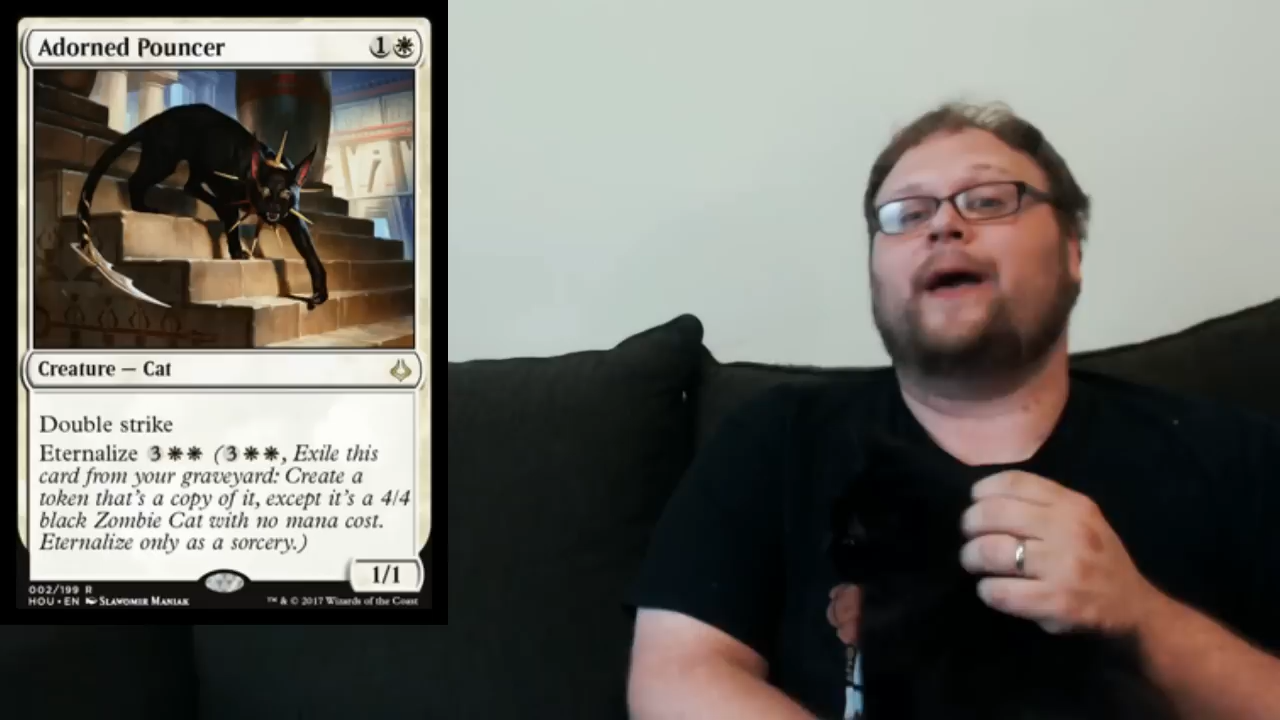 Adorned Pouncer 1
Creature — Cat
Double strike
Eternalize 3 (3, Exile this
card from your graveyard: Create a
token that's a copy of it, except it's a 4/4
black Zombie Cat with no mana cost.
Eternalize only as a sorcery.)
1/1
002/199 R
HOU • EN Slawomir Maniak
™ & © 2017 Wizards of the Coast